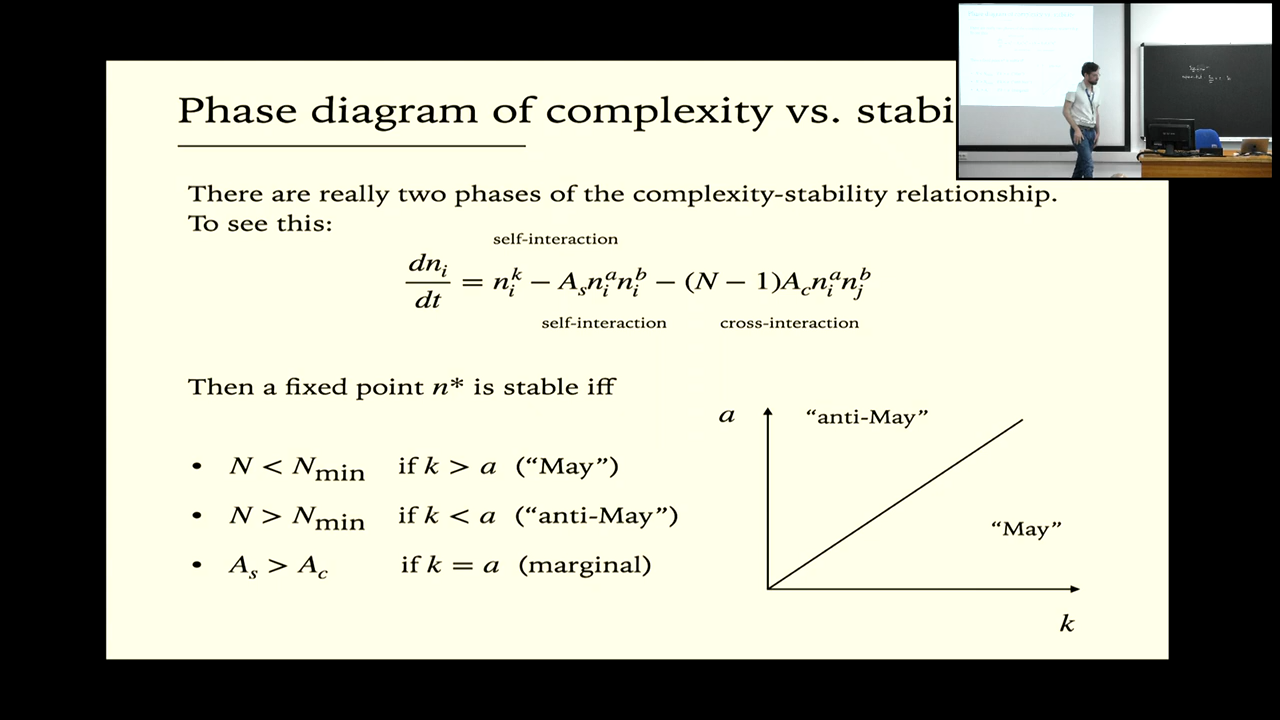 Phase diagram of complexity vs. stabi
There are really two phases of the complexity-stability relationship.
To see this:
self-interaction
dn_i/dt = n_i^k − A_s n_i^a n_i^b − (N − 1)A_c n_i^a n_j^b
self-interaction cross-interaction
Then a fixed point n* is stable iff
• N < N_min if k > a (“May”)
• N > N_min if k < a (“anti-May”)
• A_s > A_c if k = a (marginal)
a “anti-May”
“May”
k